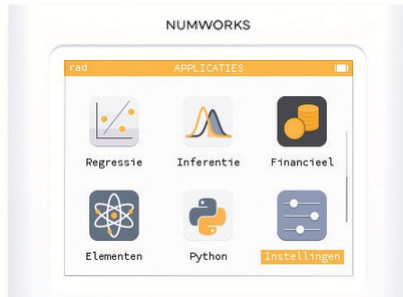 NUMWORKS
rad APPLICATIES
Regressie Inferentie Financieel
Elementen Python Instellingen